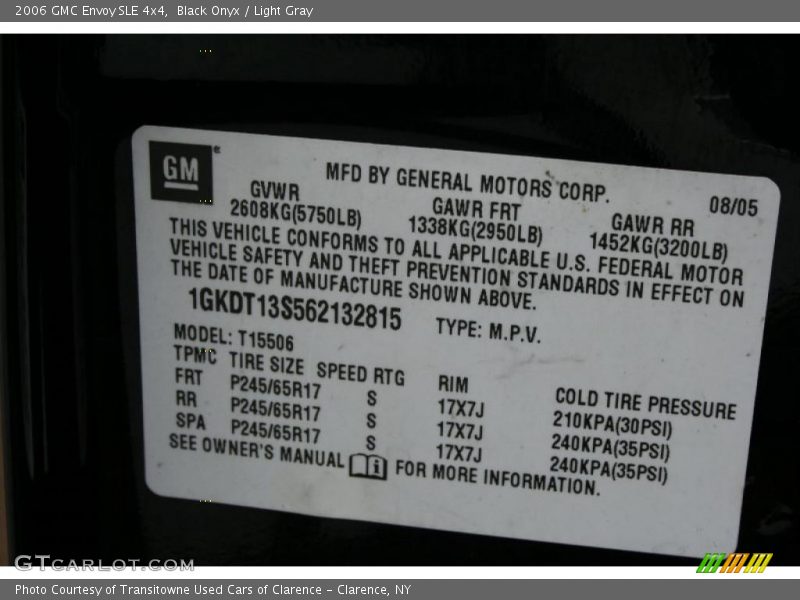 2006 GMC Envoy SLE 4x4, Black Onyx / Light Gray
GM
MFD BY GENERAL MOTORS CORP.
08/05
GVWR
GAWR FRT
GAWR RR
2608KG(5750LB)
1338KG(2950LB)
1452KG(3200LB)
THIS VEHICLE CONFORMS TO ALL APPLICABLE U.S. FEDERAL MOTOR
VEHICLE SAFETY AND THEFT PREVENTION STANDARDS IN EFFECT ON
THE DATE OF MANUFACTURE SHOWN ABOVE.
1GKDT13S562132815
TYPE: M.P.V.
MODEL: T15506
TPMC TIRE SIZE SPEED RTG RIM COLD TIRE PRESSURE
FRT P245/65R17 S 17X7J 210KPA(30PSI)
RR P245/65R17 S 17X7J 240KPA(35PSI)
SPA P245/65R17 S 17X7J 240KPA(35PSI)
SEE OWNER'S MANUAL FOR MORE INFORMATION.
GTCARLOT.COM
Photo Courtesy of Transitowne Used Cars of Clarence - Clarence, NY